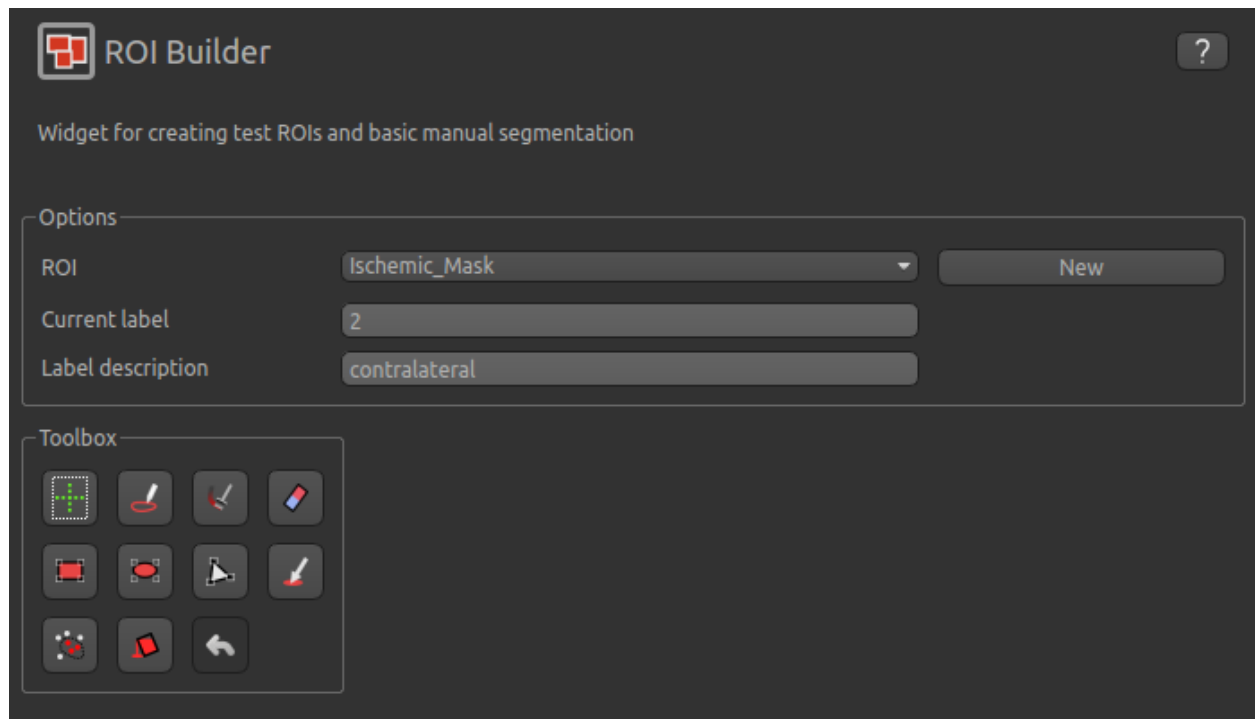 ROI Builder
?
Widget for creating test ROIs and basic manual segmentation
Options
ROI Ischemic_Mask New
Current label 2
Label description contralateral
Toolbox